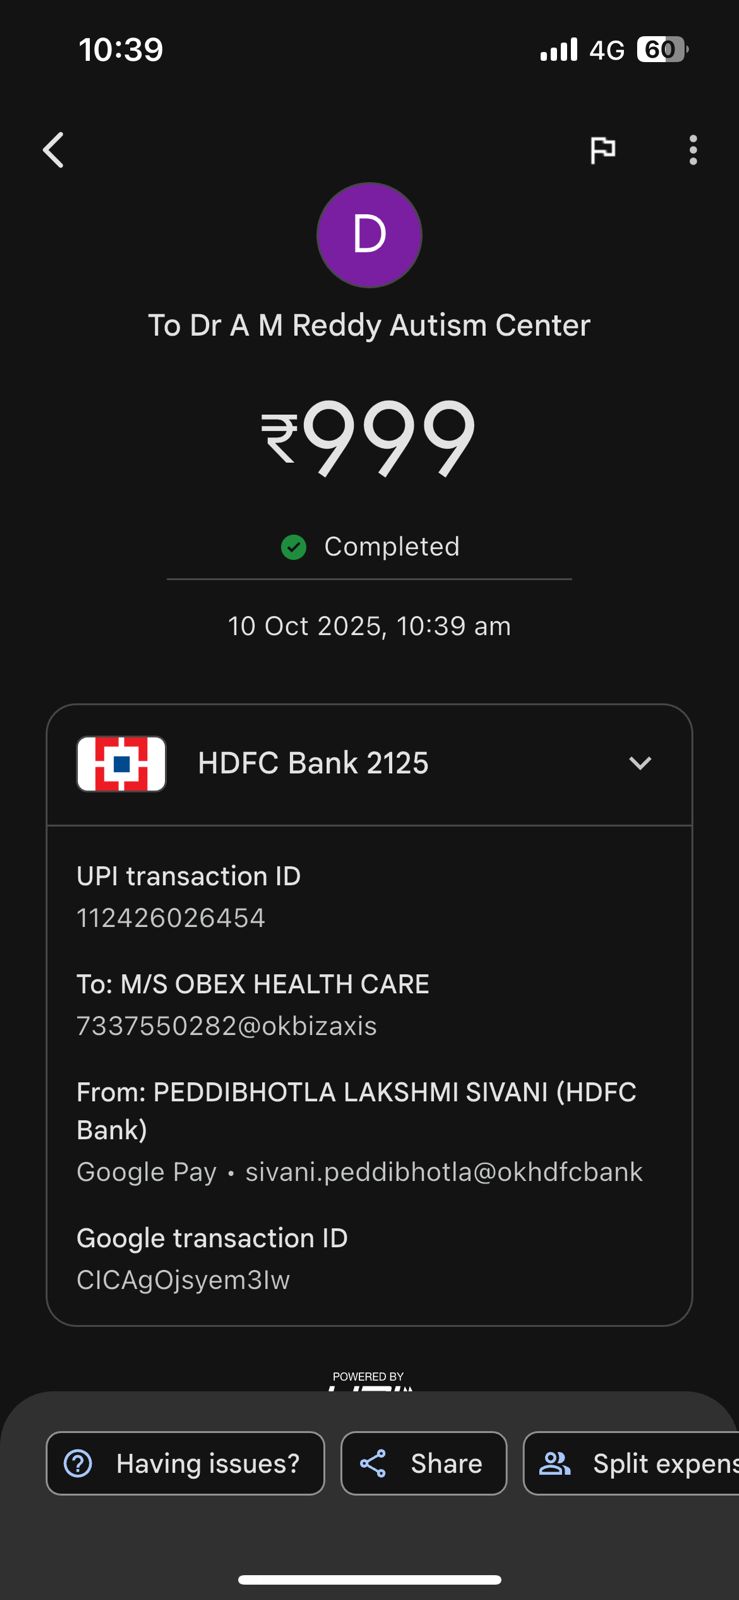 10:39
4G 60
D
To Dr A M Reddy Autism Center
₹999
Completed
10 Oct 2025, 10:39 am
HDFC Bank 2125
UPI transaction ID
112426026454
To: M/S OBEX HEALTH CARE
7337550282@okbizaxis
From: PEDDIBHOTLA LAKSHMI SIVANI (HDFC
Bank)
Google Pay • sivani.peddibhotla@okhdfcbank
Google transaction ID
CICAgOjsyem3Iw
POWERED BY
Having issues?
Share
Split expens